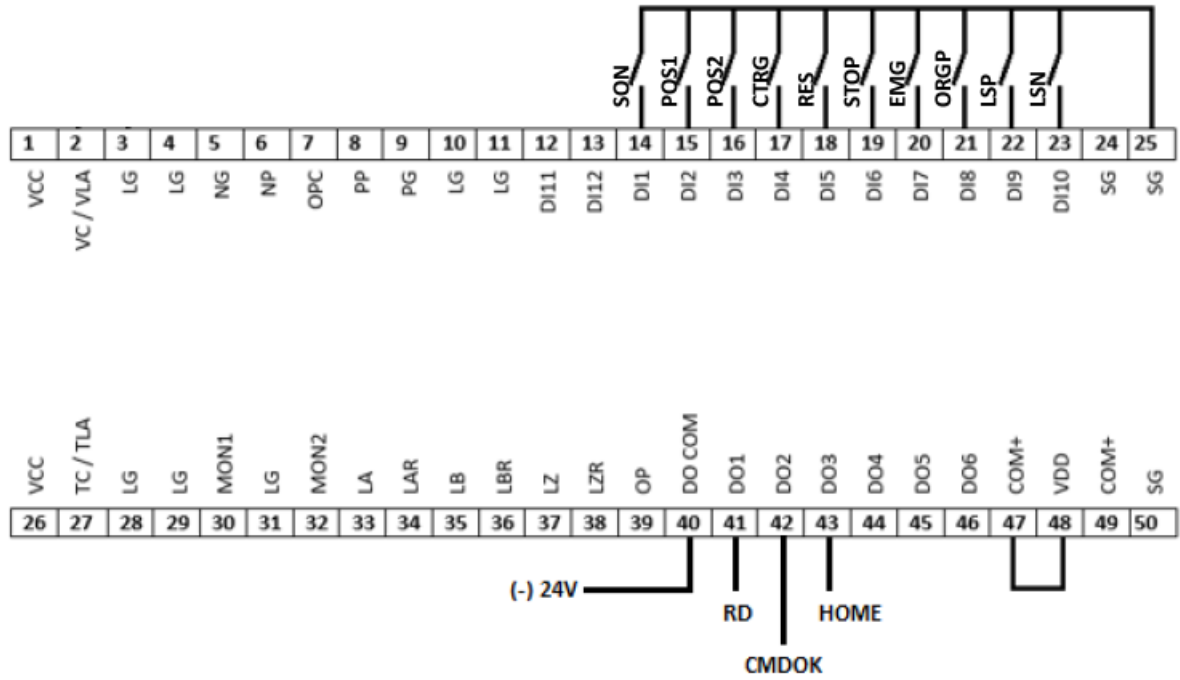 SON POS1 POS2 CTRG RES STOP EMG ORGP LSP LSN
1 2 3 4 5 6 7 8 9 10 11 12 13 14 15 16 17 18 19 20 21 22 23 24 25
VCC VC / VLA LG LG NG NP OPC PP PG LG LG DI11 DI12 DI1 DI2 DI3 DI4 DI5 DI6 DI7 DI8 DI9 DI10 SG SG
VCC TC / TLA LG LG MON1 LG MON2 LA LAR LB LBR LZ LZR OP DO COM DO1 DO2 DO3 DO4 DO5 DO6 COM+ VDD COM+ SG
26 27 28 29 30 31 32 33 34 35 36 37 38 39 40 41 42 43 44 45 46 47 48 49 50
(-) 24V
RD HOME
CMDOK